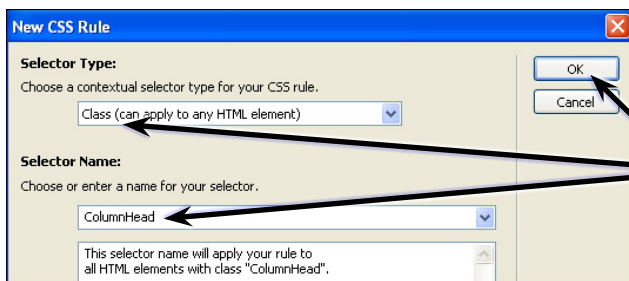 New CSS Rule
Selector Type:
Choose a contextual selector type for your CSS rule.
Class (can apply to any HTML element)
OK
Cancel
Selector Name:
Choose or enter a name for your selector.
ColumnHead
This selector name will apply your rule to
all HTML elements with class "ColumnHead".